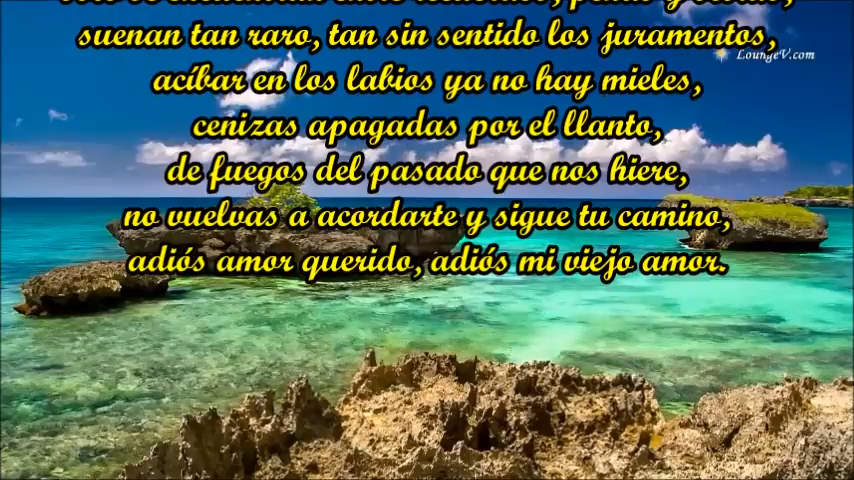 suenan tan raro, tan sin sentido los juramentos,
LoungeV.com
acíbar en los labios ya no hay mieles,
cenizas apagadas por el llanto,
de fuegos del pasado que nos hiere,
no vuelvas a acordarte y sigue tu camino,
adiós amor querido, adiós mi viejo amor.